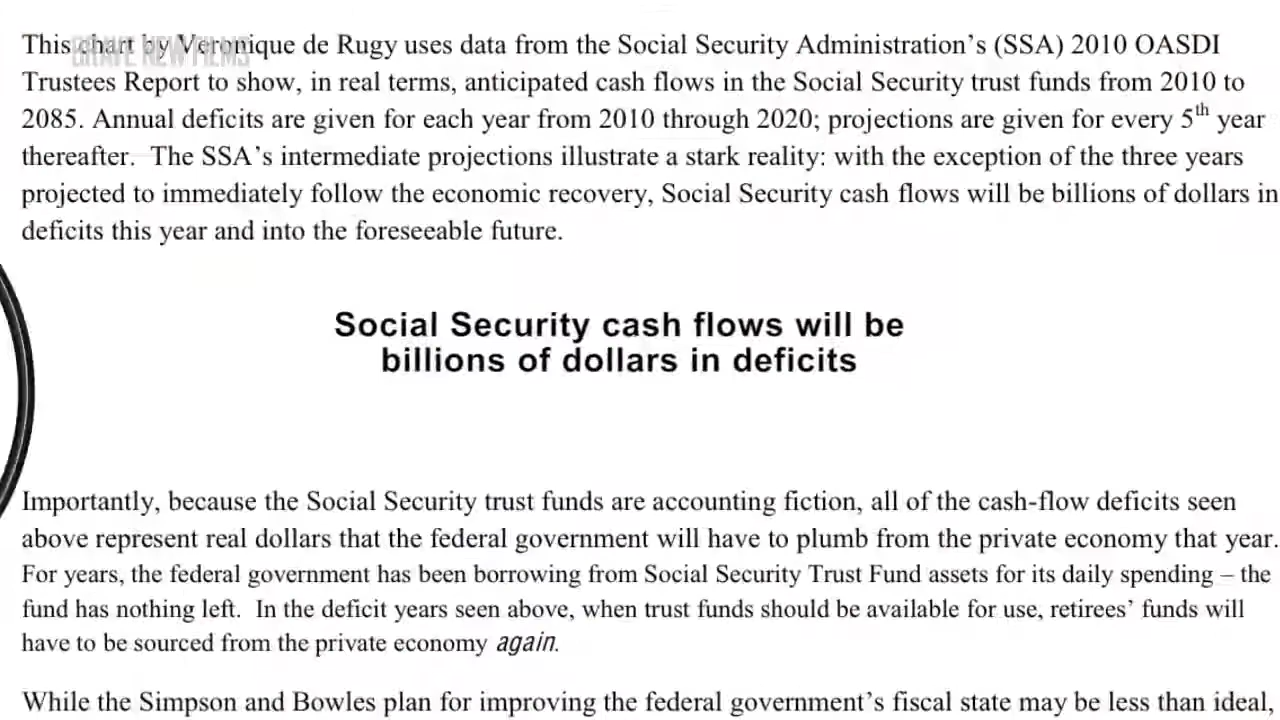 BRAVE NEW FILMS
This chart by Veronique de Rugy uses data from the Social Security Administration’s (SSA) 2010 OASDI
Trustees Report to show, in real terms, anticipated cash flows in the Social Security trust funds from 2010 to
2085. Annual deficits are given for each year from 2010 through 2020; projections are given for every 5th year
thereafter. The SSA’s intermediate projections illustrate a stark reality: with the exception of the three years
projected to immediately follow the economic recovery, Social Security cash flows will be billions of dollars in
deficits this year and into the foreseeable future.
Social Security cash flows will be
billions of dollars in deficits
Importantly, because the Social Security trust funds are accounting fiction, all of the cash-flow deficits seen
above represent real dollars that the federal government will have to plumb from the private economy that year.
For years, the federal government has been borrowing from Social Security Trust Fund assets for its daily spending – the
fund has nothing left. In the deficit years seen above, when trust funds should be available for use, retirees’ funds will
have to be sourced from the private economy again.
While the Simpson and Bowles plan for improving the federal government’s fiscal state may be less than ideal,